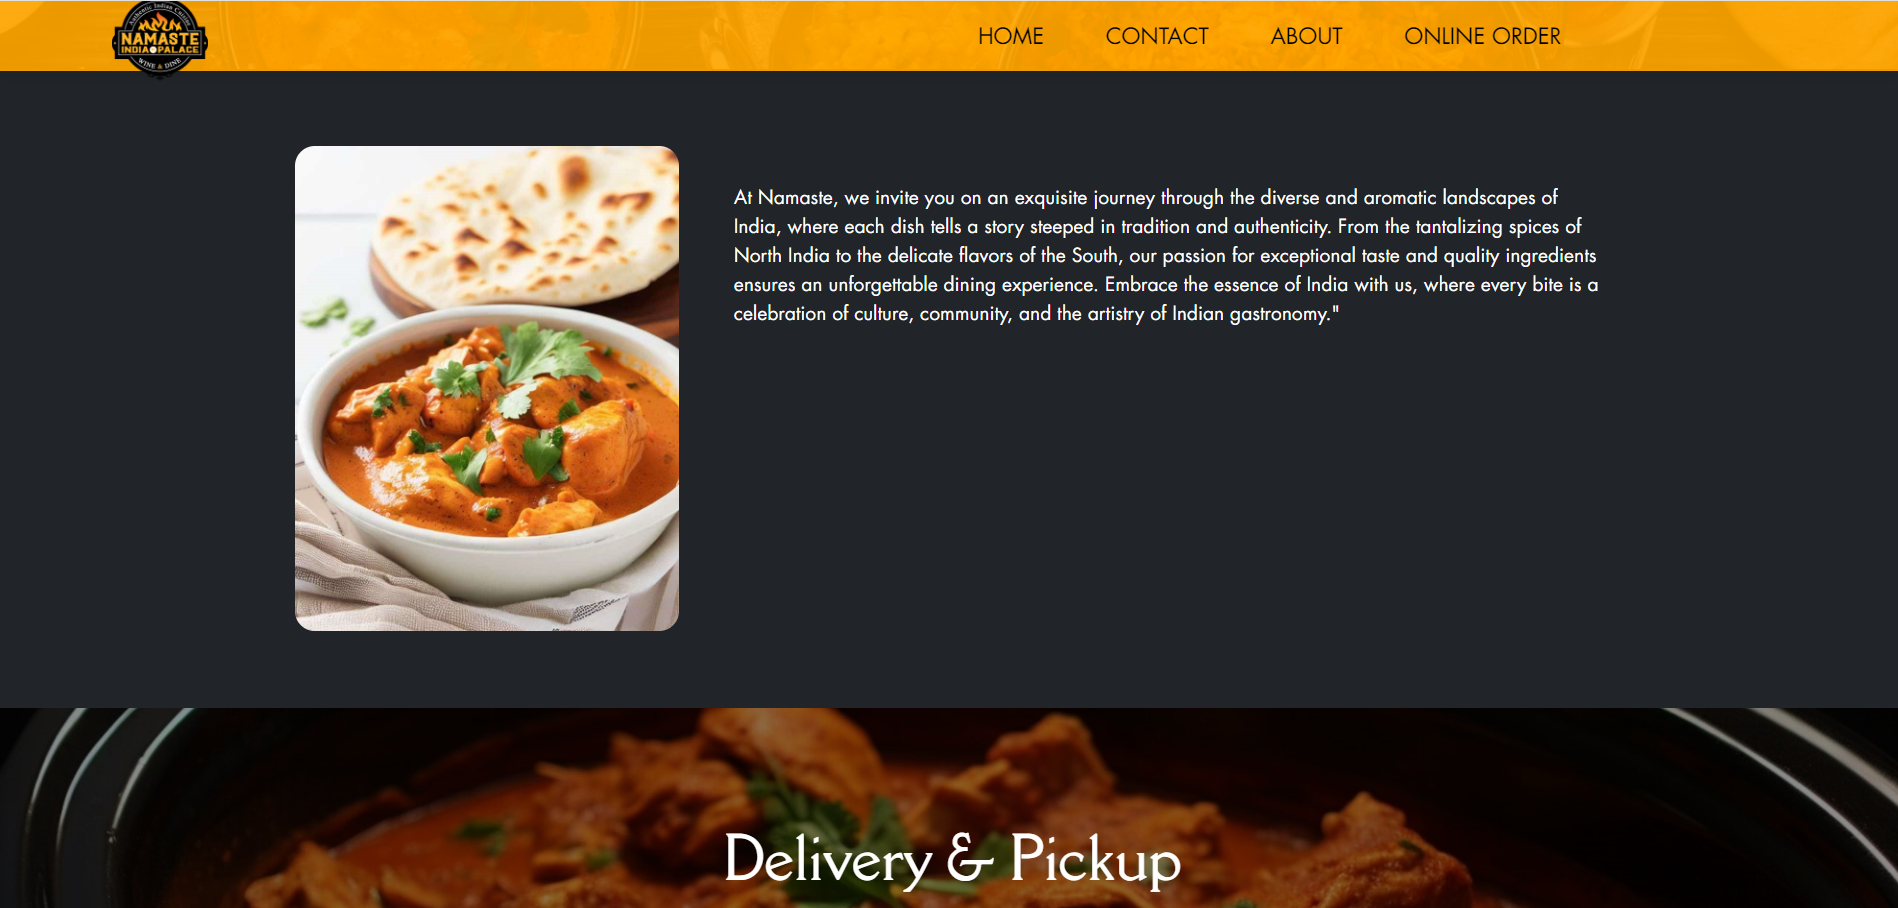 Authentic Indian Cuisine
NAMASTE
INDIA PALACE
WINE & DINE
HOME CONTACT ABOUT ONLINE ORDER
At Namaste, we invite you on an exquisite journey through the diverse and aromatic landscapes of
India, where each dish tells a story steeped in tradition and authenticity. From the tantalizing spices of
North India to the delicate flavors of the South, our passion for exceptional taste and quality ingredients
ensures an unforgettable dining experience. Embrace the essence of India with us, where every bite is a
celebration of culture, community, and the artistry of Indian gastronomy."
Delivery & Pickup